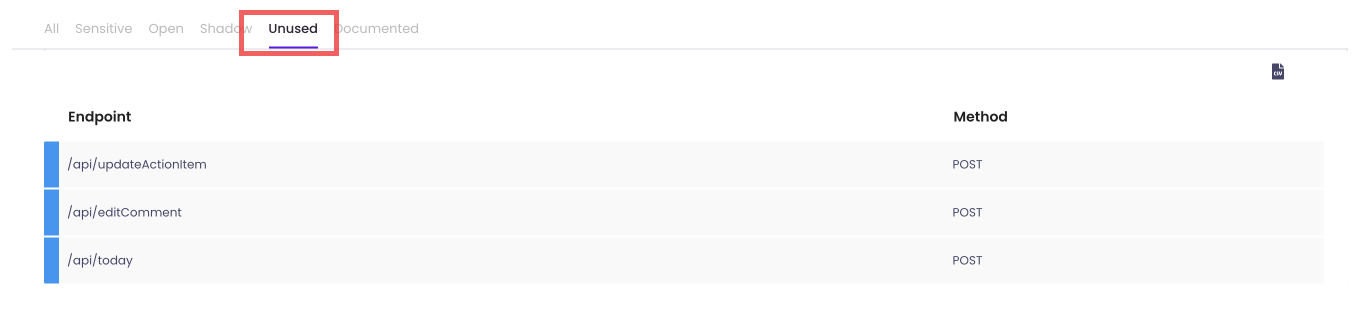 All Sensitive Open Shadow Unused Documented
CSV
Endpoint Method
/api/updateActionItem POST
/api/editComment POST
/api/today POST